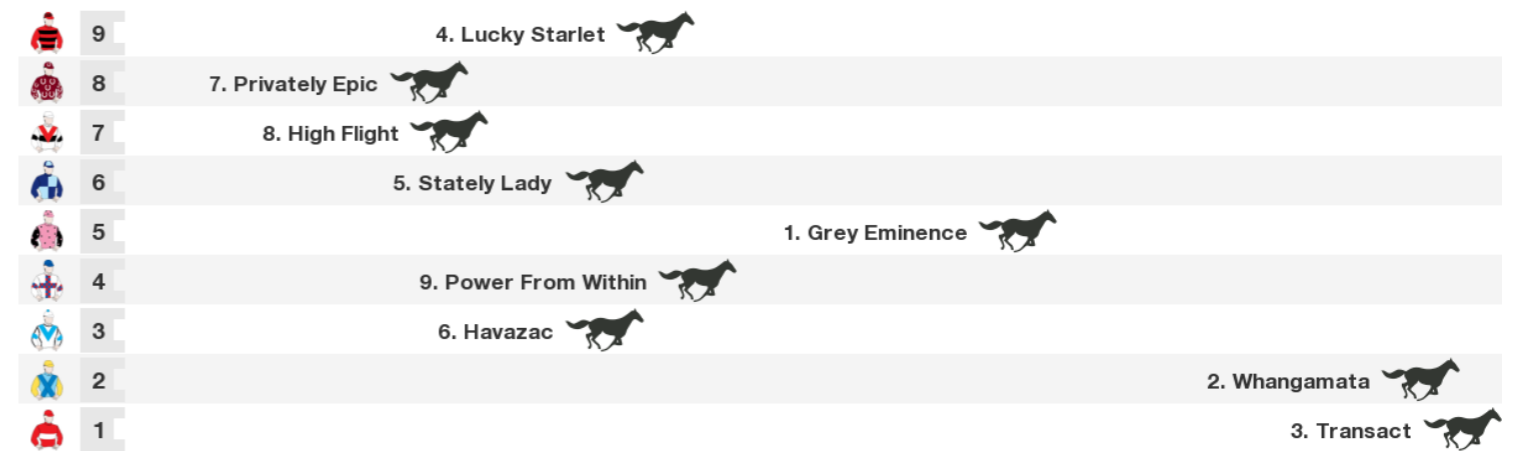 9 4. Lucky Starlet
8 7. Privately Epic
7 8. High Flight
6 5. Stately Lady
5 1. Grey Eminence
4 9. Power From Within
3 6. Havazac
2 2. Whangamata
1 3. Transact